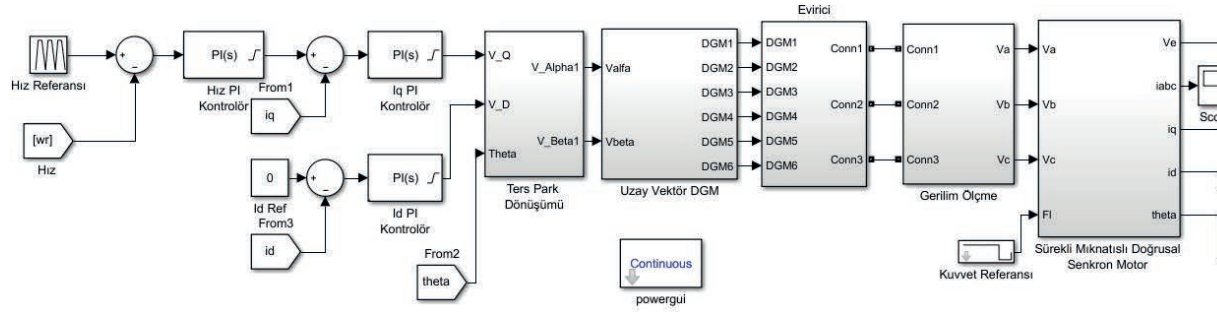 Hız Referansı
[wr]
Hız
PI(s)
Hız PI
Kontrolör
From1
iq
PI(s)
Iq PI
Kontrolör
0
Id Ref
From3
id
PI(s)
Id PI
Kontrolör
From2
theta
V_Q
V_D
Theta
V_Alpha1
V_Beta1
Ters Park
Dönüşümü
Valfa
Vbeta
DGM1
DGM2
DGM3
DGM4
DGM5
DGM6
Uzay Vektör DGM
Continuous
powergui
Evirici
DGM1
DGM2
DGM3
DGM4
DGM5
DGM6
Conn1
Conn2
Conn3
Conn1
Conn2
Conn3
Va
Vb
Vc
Gerilim Ölçme
Kuvvet Referansı
Va
Vb
Vc
Fl
Ve
iabc
iq
id
theta
Sürekli Mıknatıslı Doğrusal
Senkron Motor
Sco